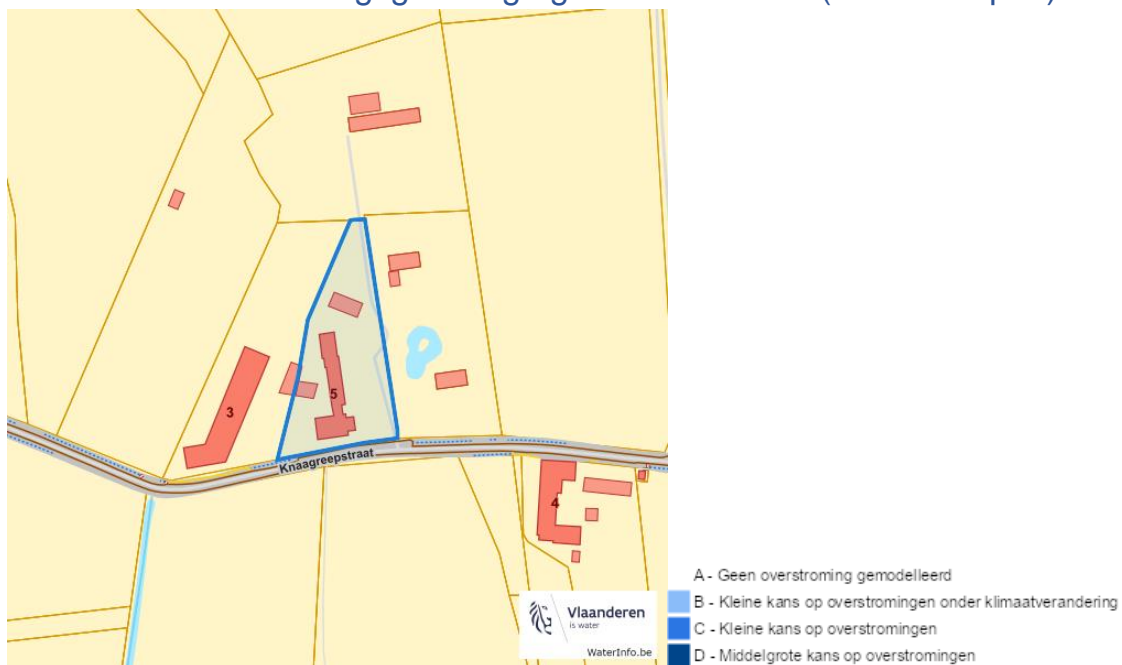 3
5
Knaagreepstraat
4
Vlaanderen
is water
WaterInfo.be
A - Geen overstroming gemodelleerd
B - Kleine kans op overstromingen onder klimaatverandering
C - Kleine kans op overstromingen
D - Middelgrote kans op overstromingen